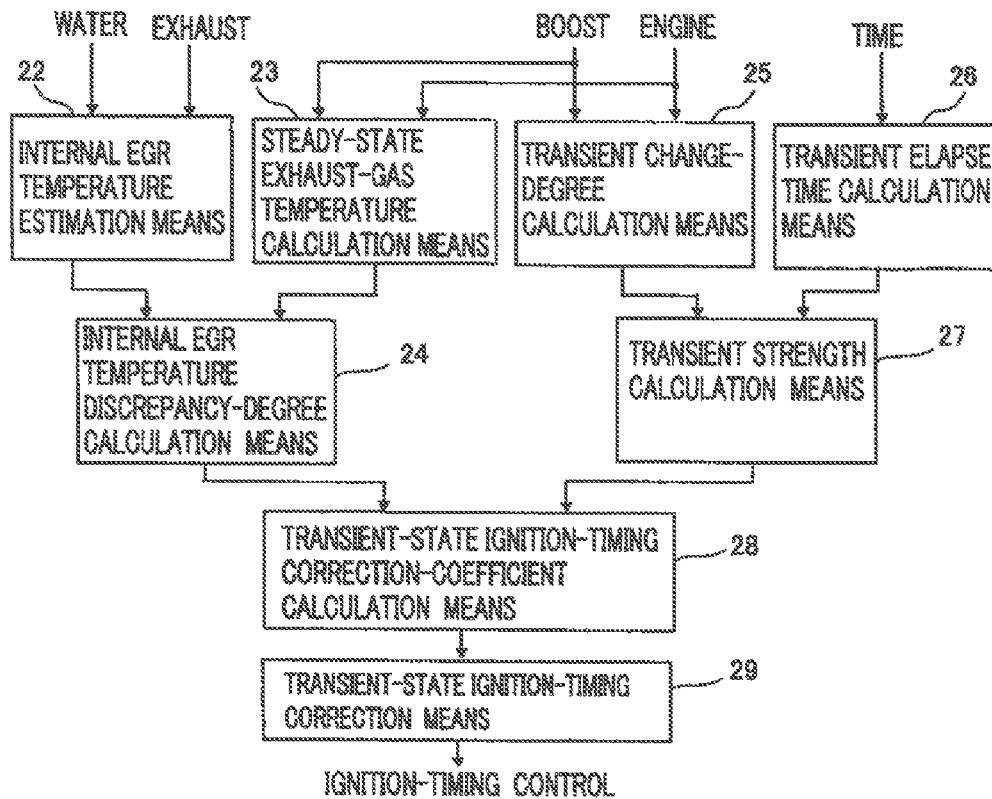 WATER EXHAUST BOOST ENGINE TIME
22
23
25
26
INTERNAL EGR
TEMPERATURE
ESTIMATION MEANS
STEADY-STATE
EXHAUST-GAS
TEMPERATURE
CALCULATION MEANS
TRANSIENT CHANGE-
DEGREE
CALCULATION MEANS
TRANSIENT ELAPSE
TIME CALCULATION
MEANS
INTERNAL EGR
TEMPERATURE
DISCREPANCY-DEGREE
CALCULATION MEANS
24
TRANSIENT STRENGTH
CALCULATION MEANS
27
TRANSIENT-STATE IGNITION-TIMING
CORRECTION-COEFFICIENT
CALCULATION MEANS
28
TRANSIENT-STATE IGNITION-TIMING
CORRECTION MEANS
29
IGNITION-TIMING CONTROL